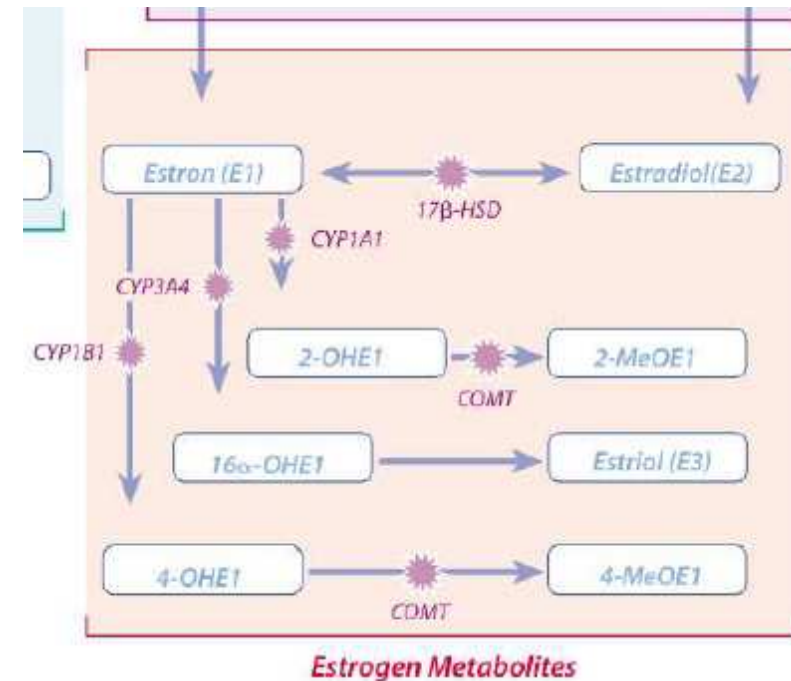 Estron (E1)
Estradiol(E2)
17β-HSD
CYP1A1
CYP3A4
CYP1B1
2-OHE1
2-MeOE1
COMT
16α-OHE1
Estriol (E3)
4-OHE1
4-MeOE1
COMT
Estrogen Metabolites